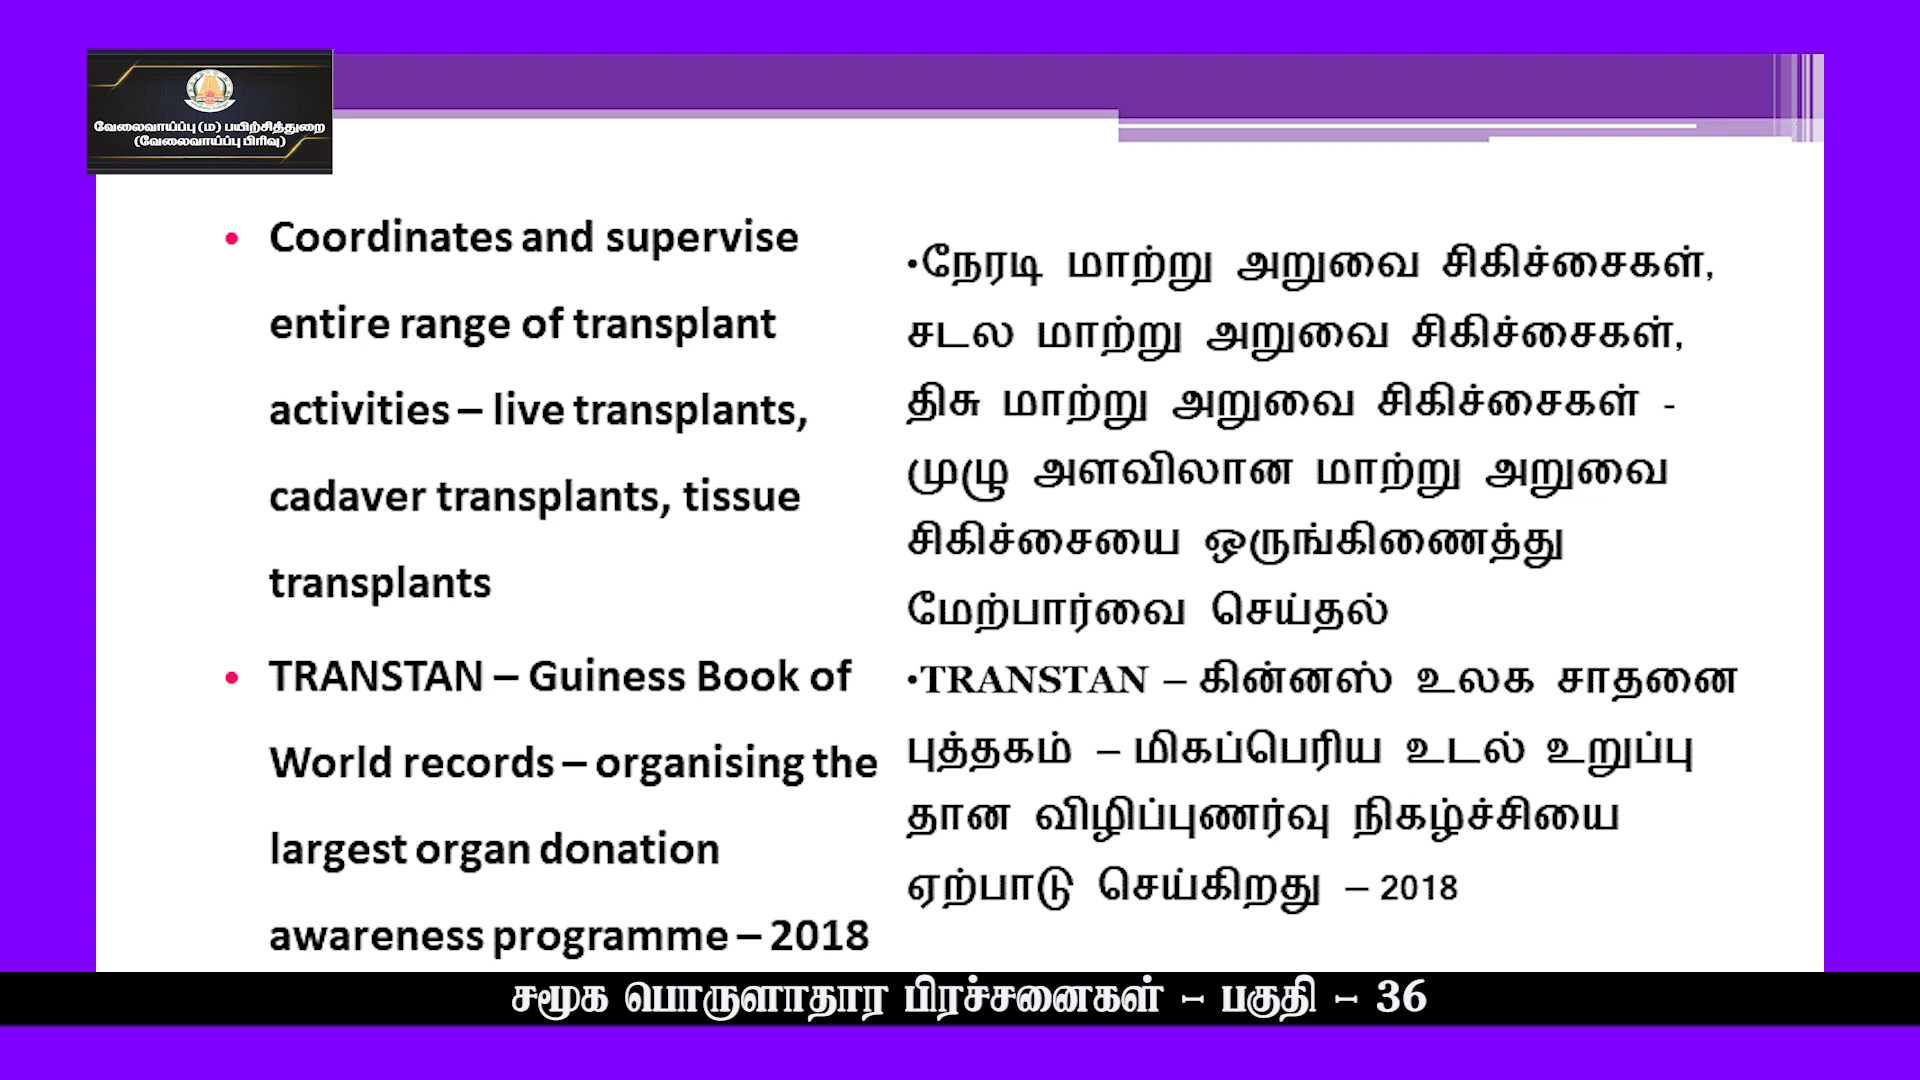 வேலைவாய்ப்பு (ம) பயிற்சித்துறை
(வேலைவாய்ப்பு பிரிவு)
• Coordinates and supervise
entire range of transplant
activities – live transplants,
cadaver transplants, tissue
transplants
• TRANSTAN – Guiness Book of
World records – organising the
largest organ donation
awareness programme – 2018
•நேரடி மாற்று அறுவை சிகிச்சைகள்,
சடல மாற்று அறுவை சிகிச்சைகள்,
திசு மாற்று அறுவை சிகிச்சைகள் -
முழு அளவிலான மாற்று அறுவை
சிகிச்சையை ஒருங்கிணைத்து
மேற்பார்வை செய்தல்
•TRANSTAN – கின்னஸ் உலக சாதனை
புத்தகம் – மிகப்பெரிய உடல் உறுப்பு
தான விழிப்புணர்வு நிகழ்ச்சியை
ஏற்பாடு செய்கிறது – 2018
சமூக பொருளாதார பிரச்சனைகள் – பகுதி – 36